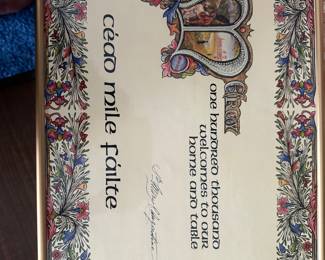 céad míle fáilte
one hundred thousand
welcomes to our
home and table